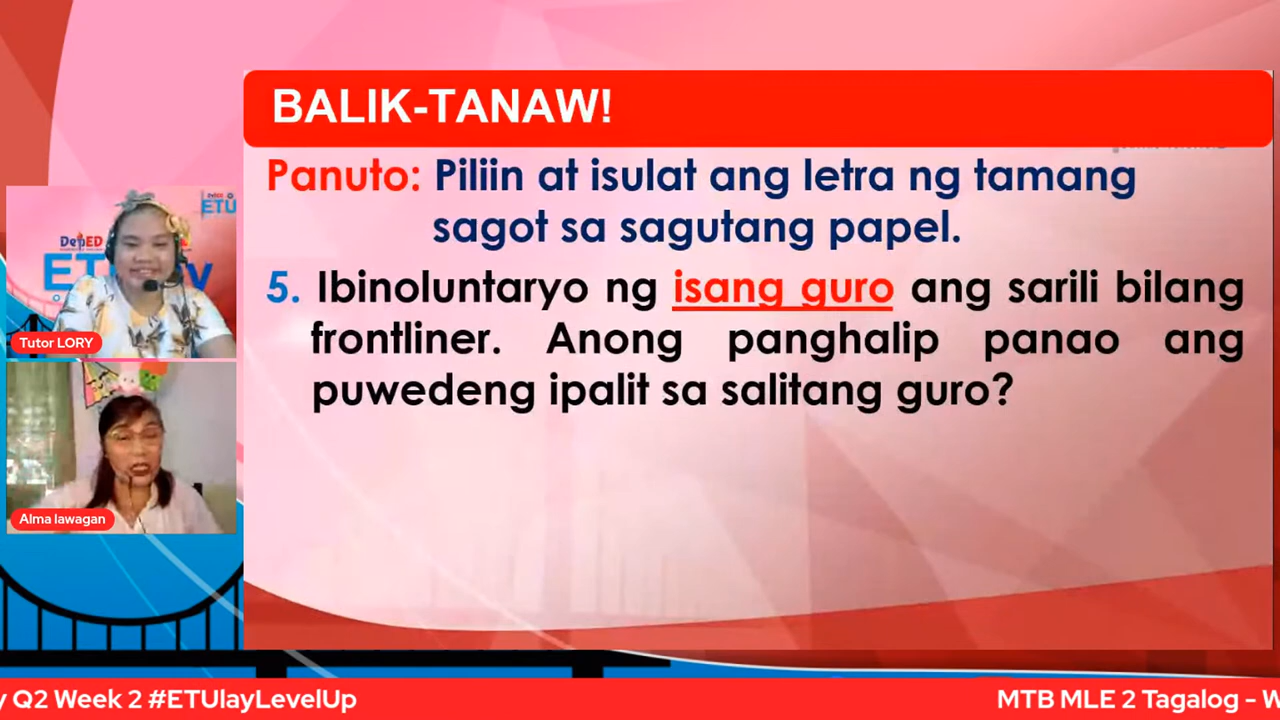 BALIK-TANAW!
Panuto: Piliin at isulat ang letra ng tamang
sagot sa sagutang papel.
5. Ibinoluntaryo ng isang guro ang sarili bilang
frontliner. Anong panghalip panao ang
puwedeng ipalit sa salitang guro?
DepED
ETU
Tutor LORY
Alma lawagan
y Q2 Week 2 #ETUlayLevelUp
MTB MLE 2 Tagalog - W